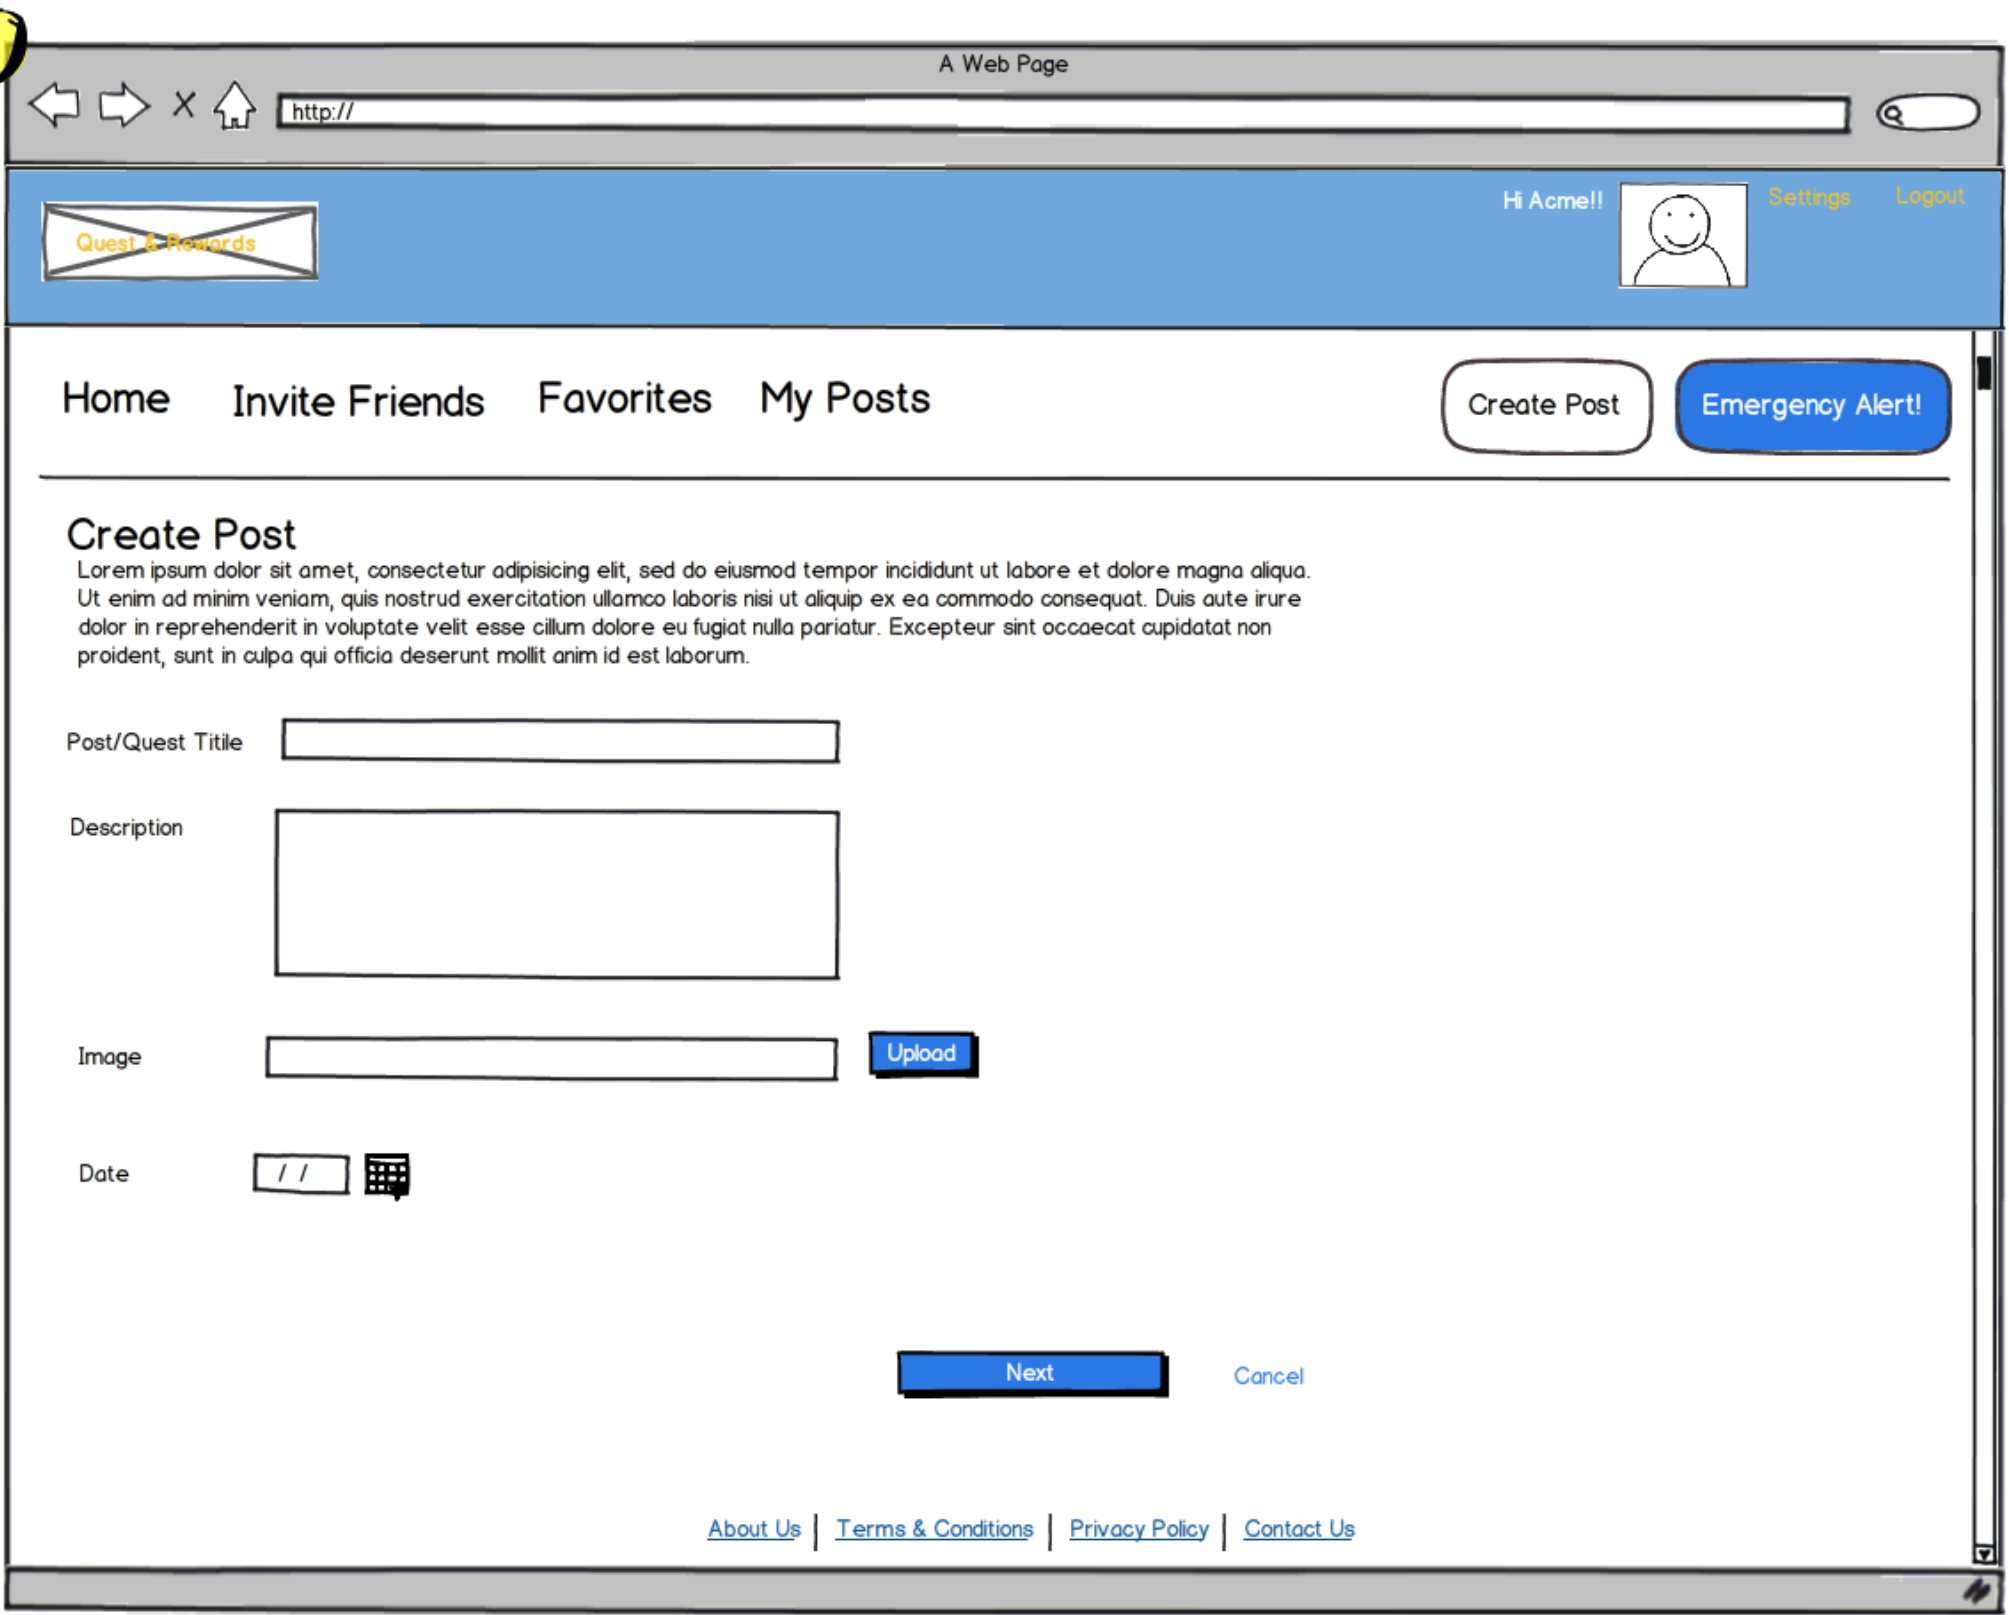 A Web Page
http://
Hi Acme!!
Settings
Logout
Quest & Rewards
Home
Invite Friends
Favorites
My Posts
Create Post
Emergency Alert!
Create Post
Lorem ipsum dolor sit amet, consectetur adipisicing elit, sed do eiusmod tempor incididunt ut labore et dolore magna aliqua.
Ut enim ad minim veniam, quis nostrud exercitation ullamco laboris nisi ut aliquip ex ea commodo consequat. Duis aute irure
dolor in reprehenderit in voluptate velit esse cillum dolore eu fugiat nulla pariatur. Excepteur sint occaecat cupidatat non
proident, sunt in culpa qui officia deserunt mollit anim id est laborum.
Post/Quest Titile
Description
Image
Upload
Date
/ /
Next
Cancel
About Us | Terms & Conditions | Privacy Policy | Contact Us